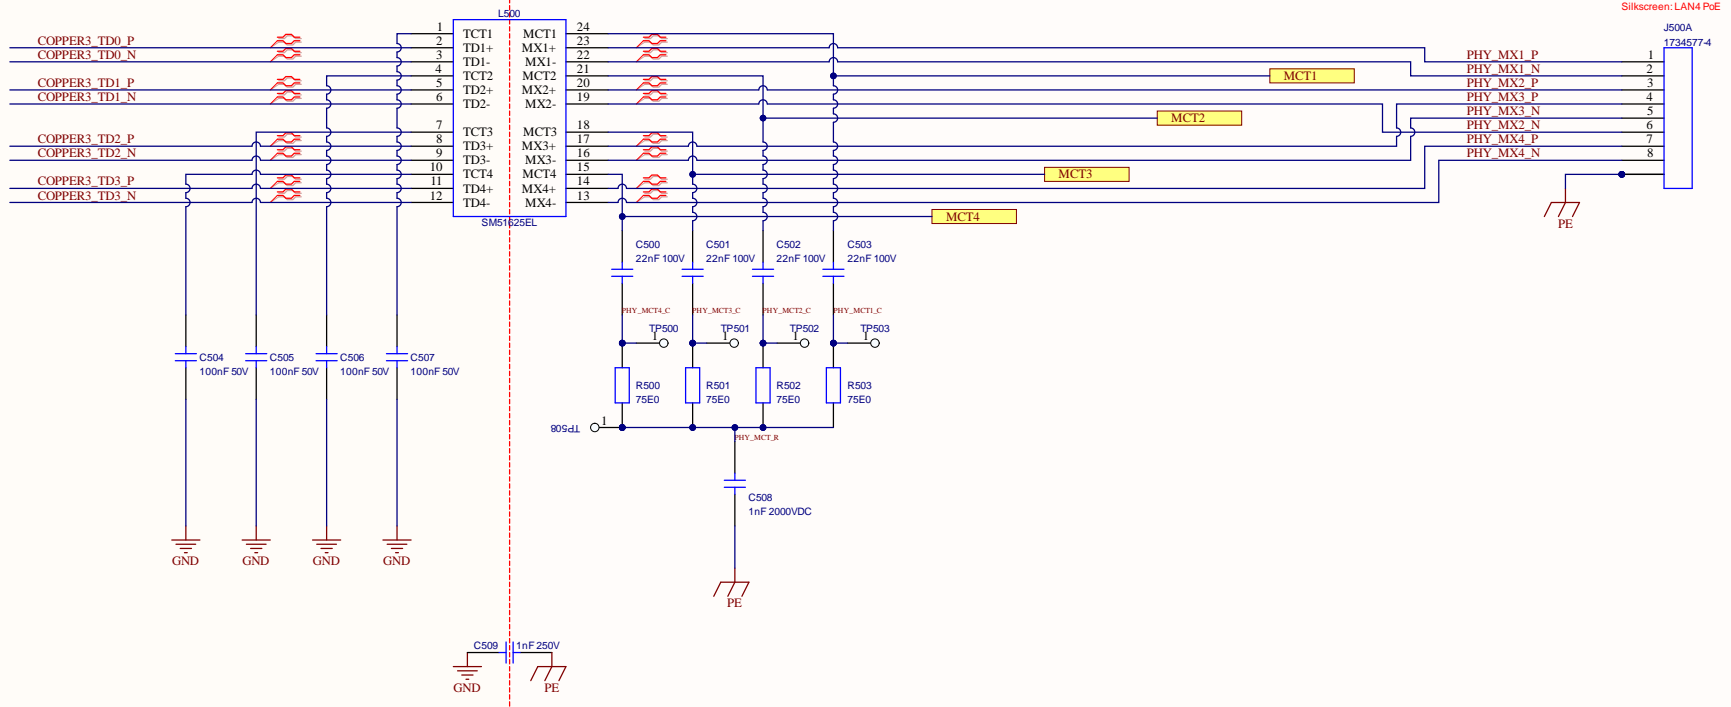 Silkscreen: LAN4 PoE
L500
J500A
1734577-4
COPPER3_TD0_P
COPPER3_TD0_N
COPPER3_TD1_P
COPPER3_TD1_N
COPPER3_TD2_P
COPPER3_TD2_N
COPPER3_TD3_P
COPPER3_TD3_N
1 TCT1 MCT1 24
2 TD1+ MX1+ 23
3 TD1- MX1- 22
4 TCT2 MCT2 21
5 TD2+ MX2+ 20
6 TD2- MX2- 19
7 TCT3 MCT3 18
8 TD3+ MX3+ 17
9 TD3- MX3- 16
10 TCT4 MCT4 15
11 TD4+ MX4+ 14
12 TD4- MX4- 13
SM51625EL
MCT1
MCT2
MCT3
MCT4
PHY_MX1_P 1
PHY_MX1_N 2
PHY_MX2_P 3
PHY_MX3_P 4
PHY_MX3_N 5
PHY_MX2_N 6
PHY_MX4_P 7
PHY_MX4_N 8
PE
C500 C501 C502 C503
22nF 100V 22nF 100V 22nF 100V 22nF 100V
PHY_MCT4_C PHY_MCT3_C PHY_MCT2_C PHY_MCT1_C
TP500 TP501 TP502 TP503
1 1 1 1
C504 C505 C506 C507
100nF 50V 100nF 50V 100nF 50V 100nF 50V
R500 R501 R502 R503
75E0 75E0 75E0 75E0
TP508 1
PHY_MCT_R
C508
1nF 2000VDC
GND GND GND GND
PE
C509 1nF 250V
GND PE